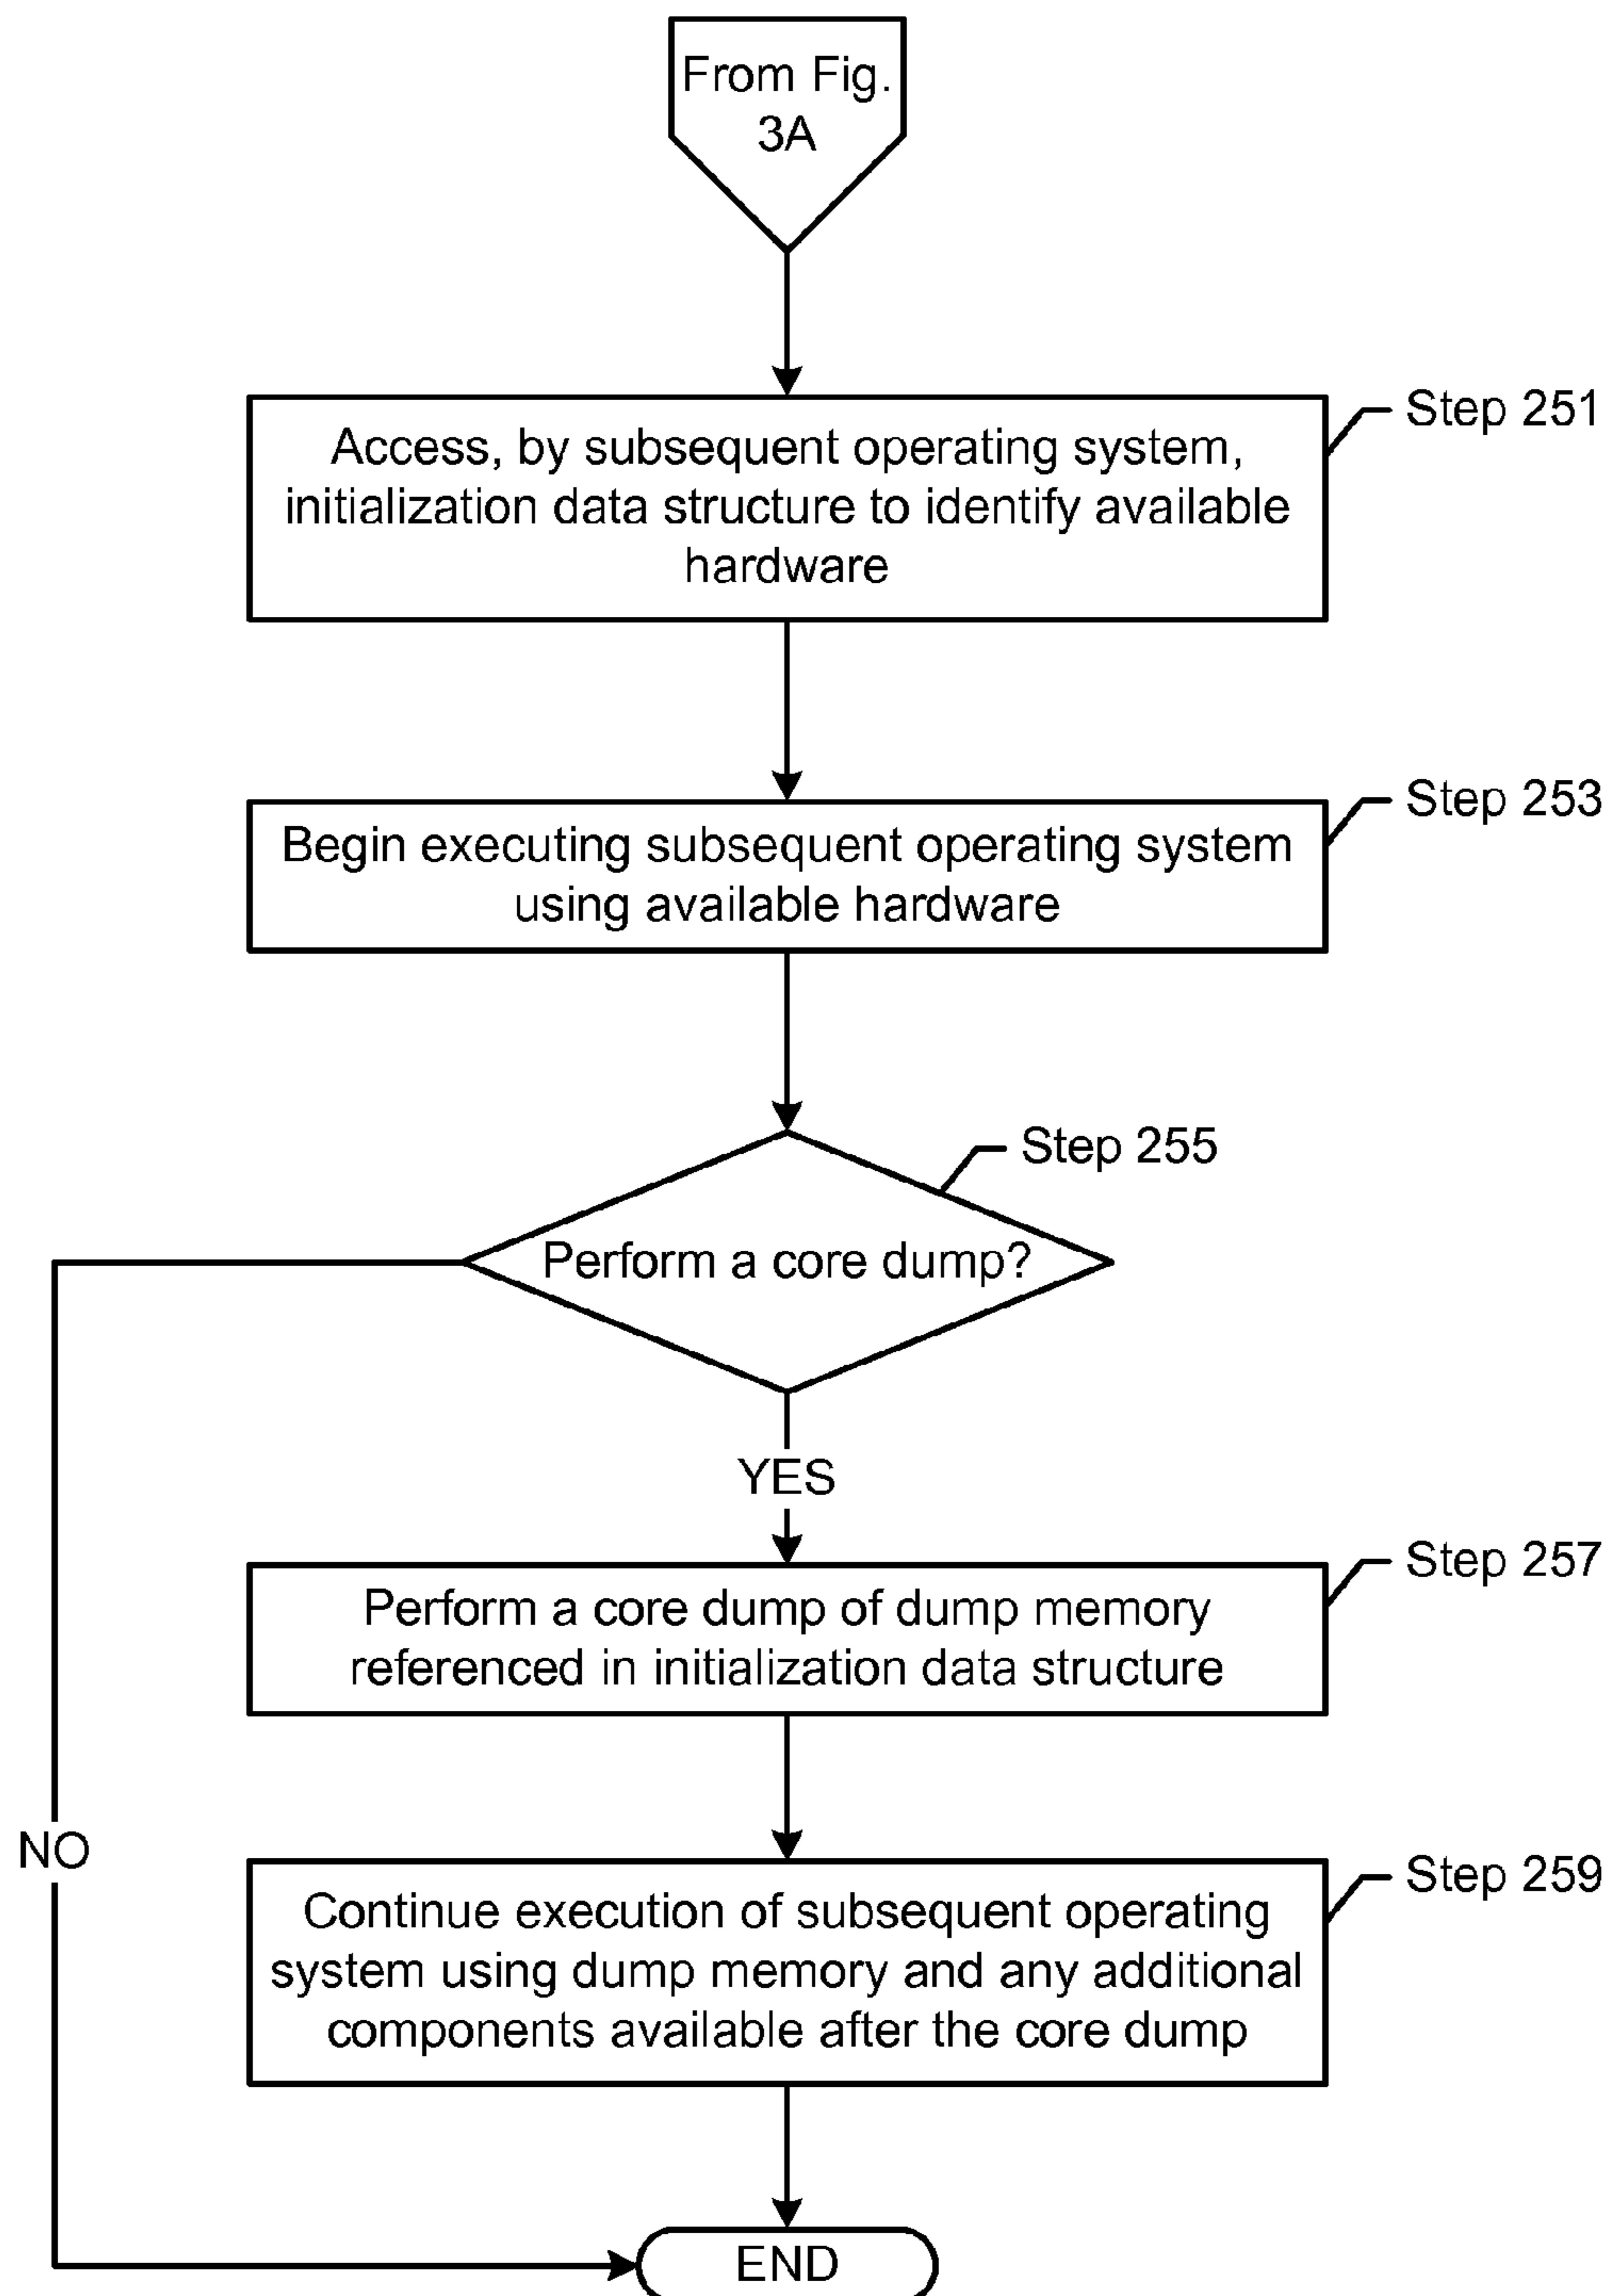 From Fig.
3A
Step 251
Access, by subsequent operating system,
initialization data structure to identify available
hardware
Step 253
Begin executing subsequent operating system
using available hardware
Step 255
Perform a core dump?
YES
Step 257
Perform a core dump of dump memory
referenced in initialization data structure
NO
Step 259
Continue execution of subsequent operating
system using dump memory and any additional
components available after the core dump
END